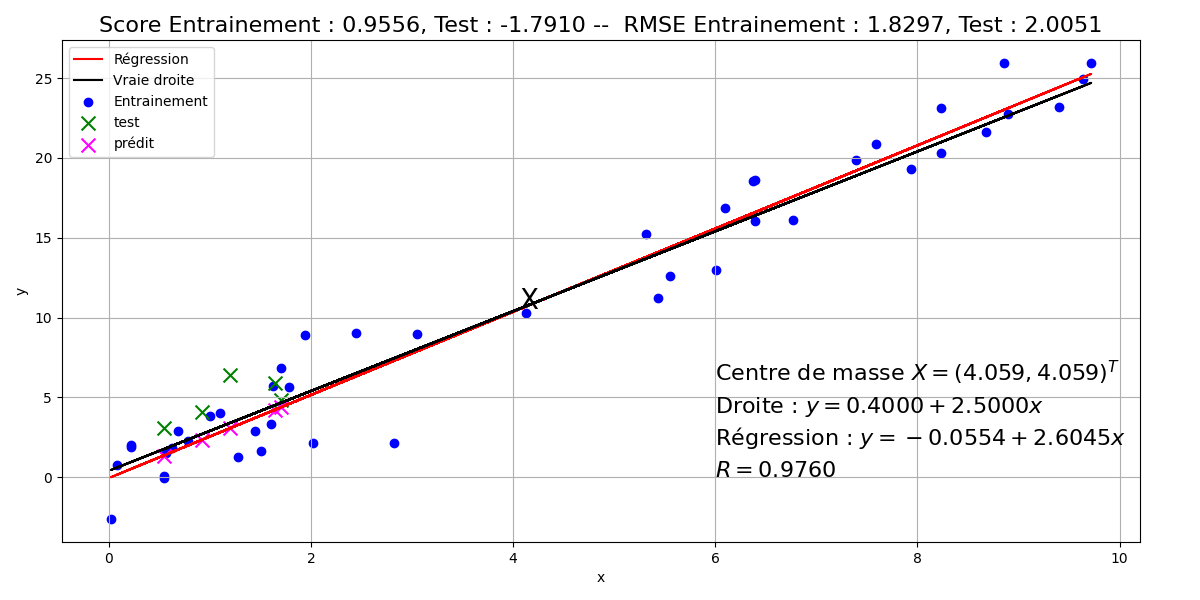 Score Entrainement : 0.9556, Test : -1.7910 --  RMSE Entrainement : 1.8297, Test : 2.0051
Régression
Vraie droite
Entrainement
test
prédit
25
20
15
10
5
0
y
X
Centre de masse X = (4.059, 4.059)^T
Droite : y = 0.4000 + 2.5000x
Régression : y = −0.0554 + 2.6045x
R = 0.9760
0 2 4 6 8 10
x